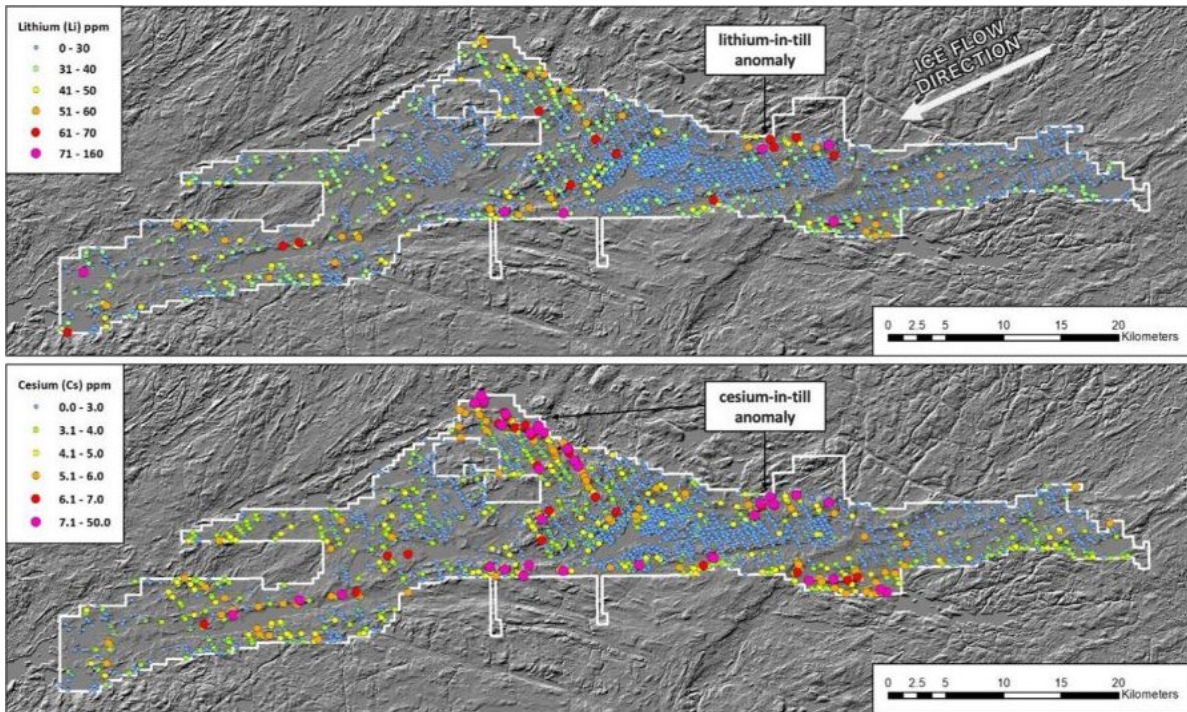 Lithium (Li) ppm
0 - 30
31 - 40
41 - 50
51 - 60
61 - 70
71 - 160
lithium-in-till
anomaly
ICE FLOW
DIRECTION
0 2.5 5 10 15 20
Kilometers
Cesium (Cs) ppm
0.0 - 3.0
3.1 - 4.0
4.1 - 5.0
5.1 - 6.0
6.1 - 7.0
7.1 - 50.0
cesium-in-till
anomaly
0 2.5 5 10 15 20
Kilometers